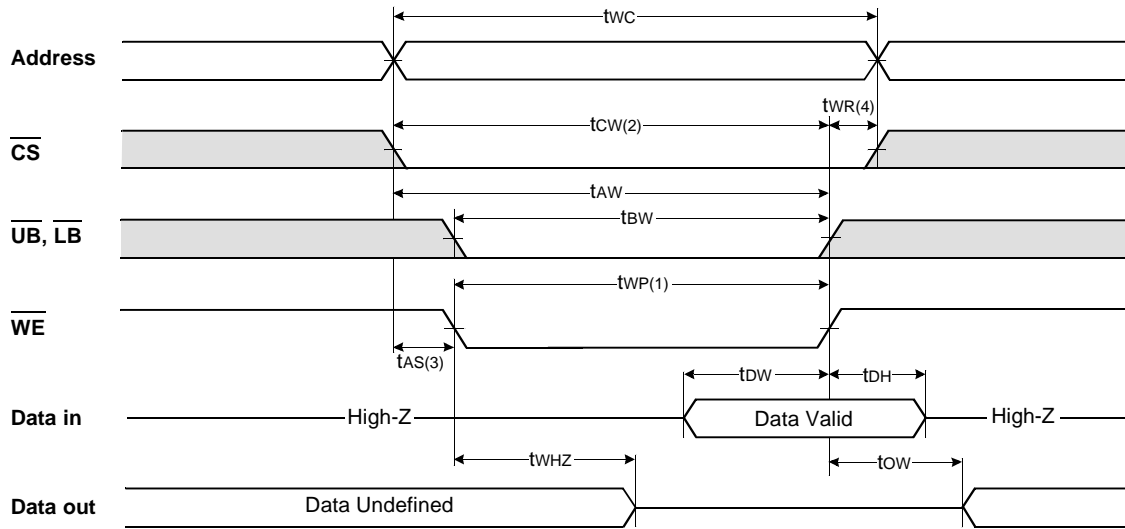 tWC
Address
tWR(4)
tCW(2)
CS
tAW
tBW
UB, LB
tWP(1)
WE
tAS(3)
tDW
tDH
Data in
High-Z
Data Valid
High-Z
tWHZ
tOW
Data out
Data Undefined